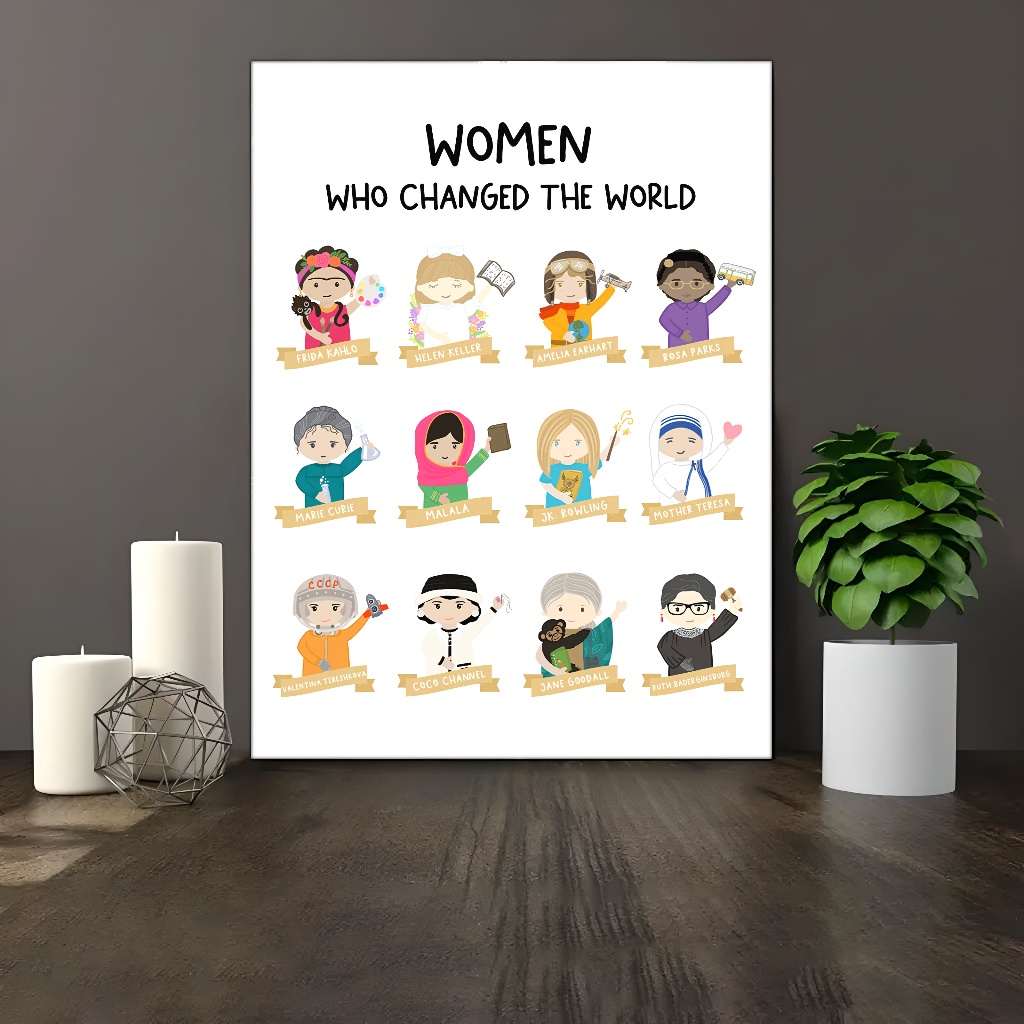 WOMEN
WHO CHANGED THE WORLD
FRIDA KAHLO
HELEN KELLER
AMELIA EARHART
ROSA PARKS
MARIE CURIE
MALALA
JK. ROWLING
MOTHER TERESA
CCCP
VALENTINA TERESHKOVA
COCO CHANNEL
JANE GOODALL
RUTH BADERGINSBURG